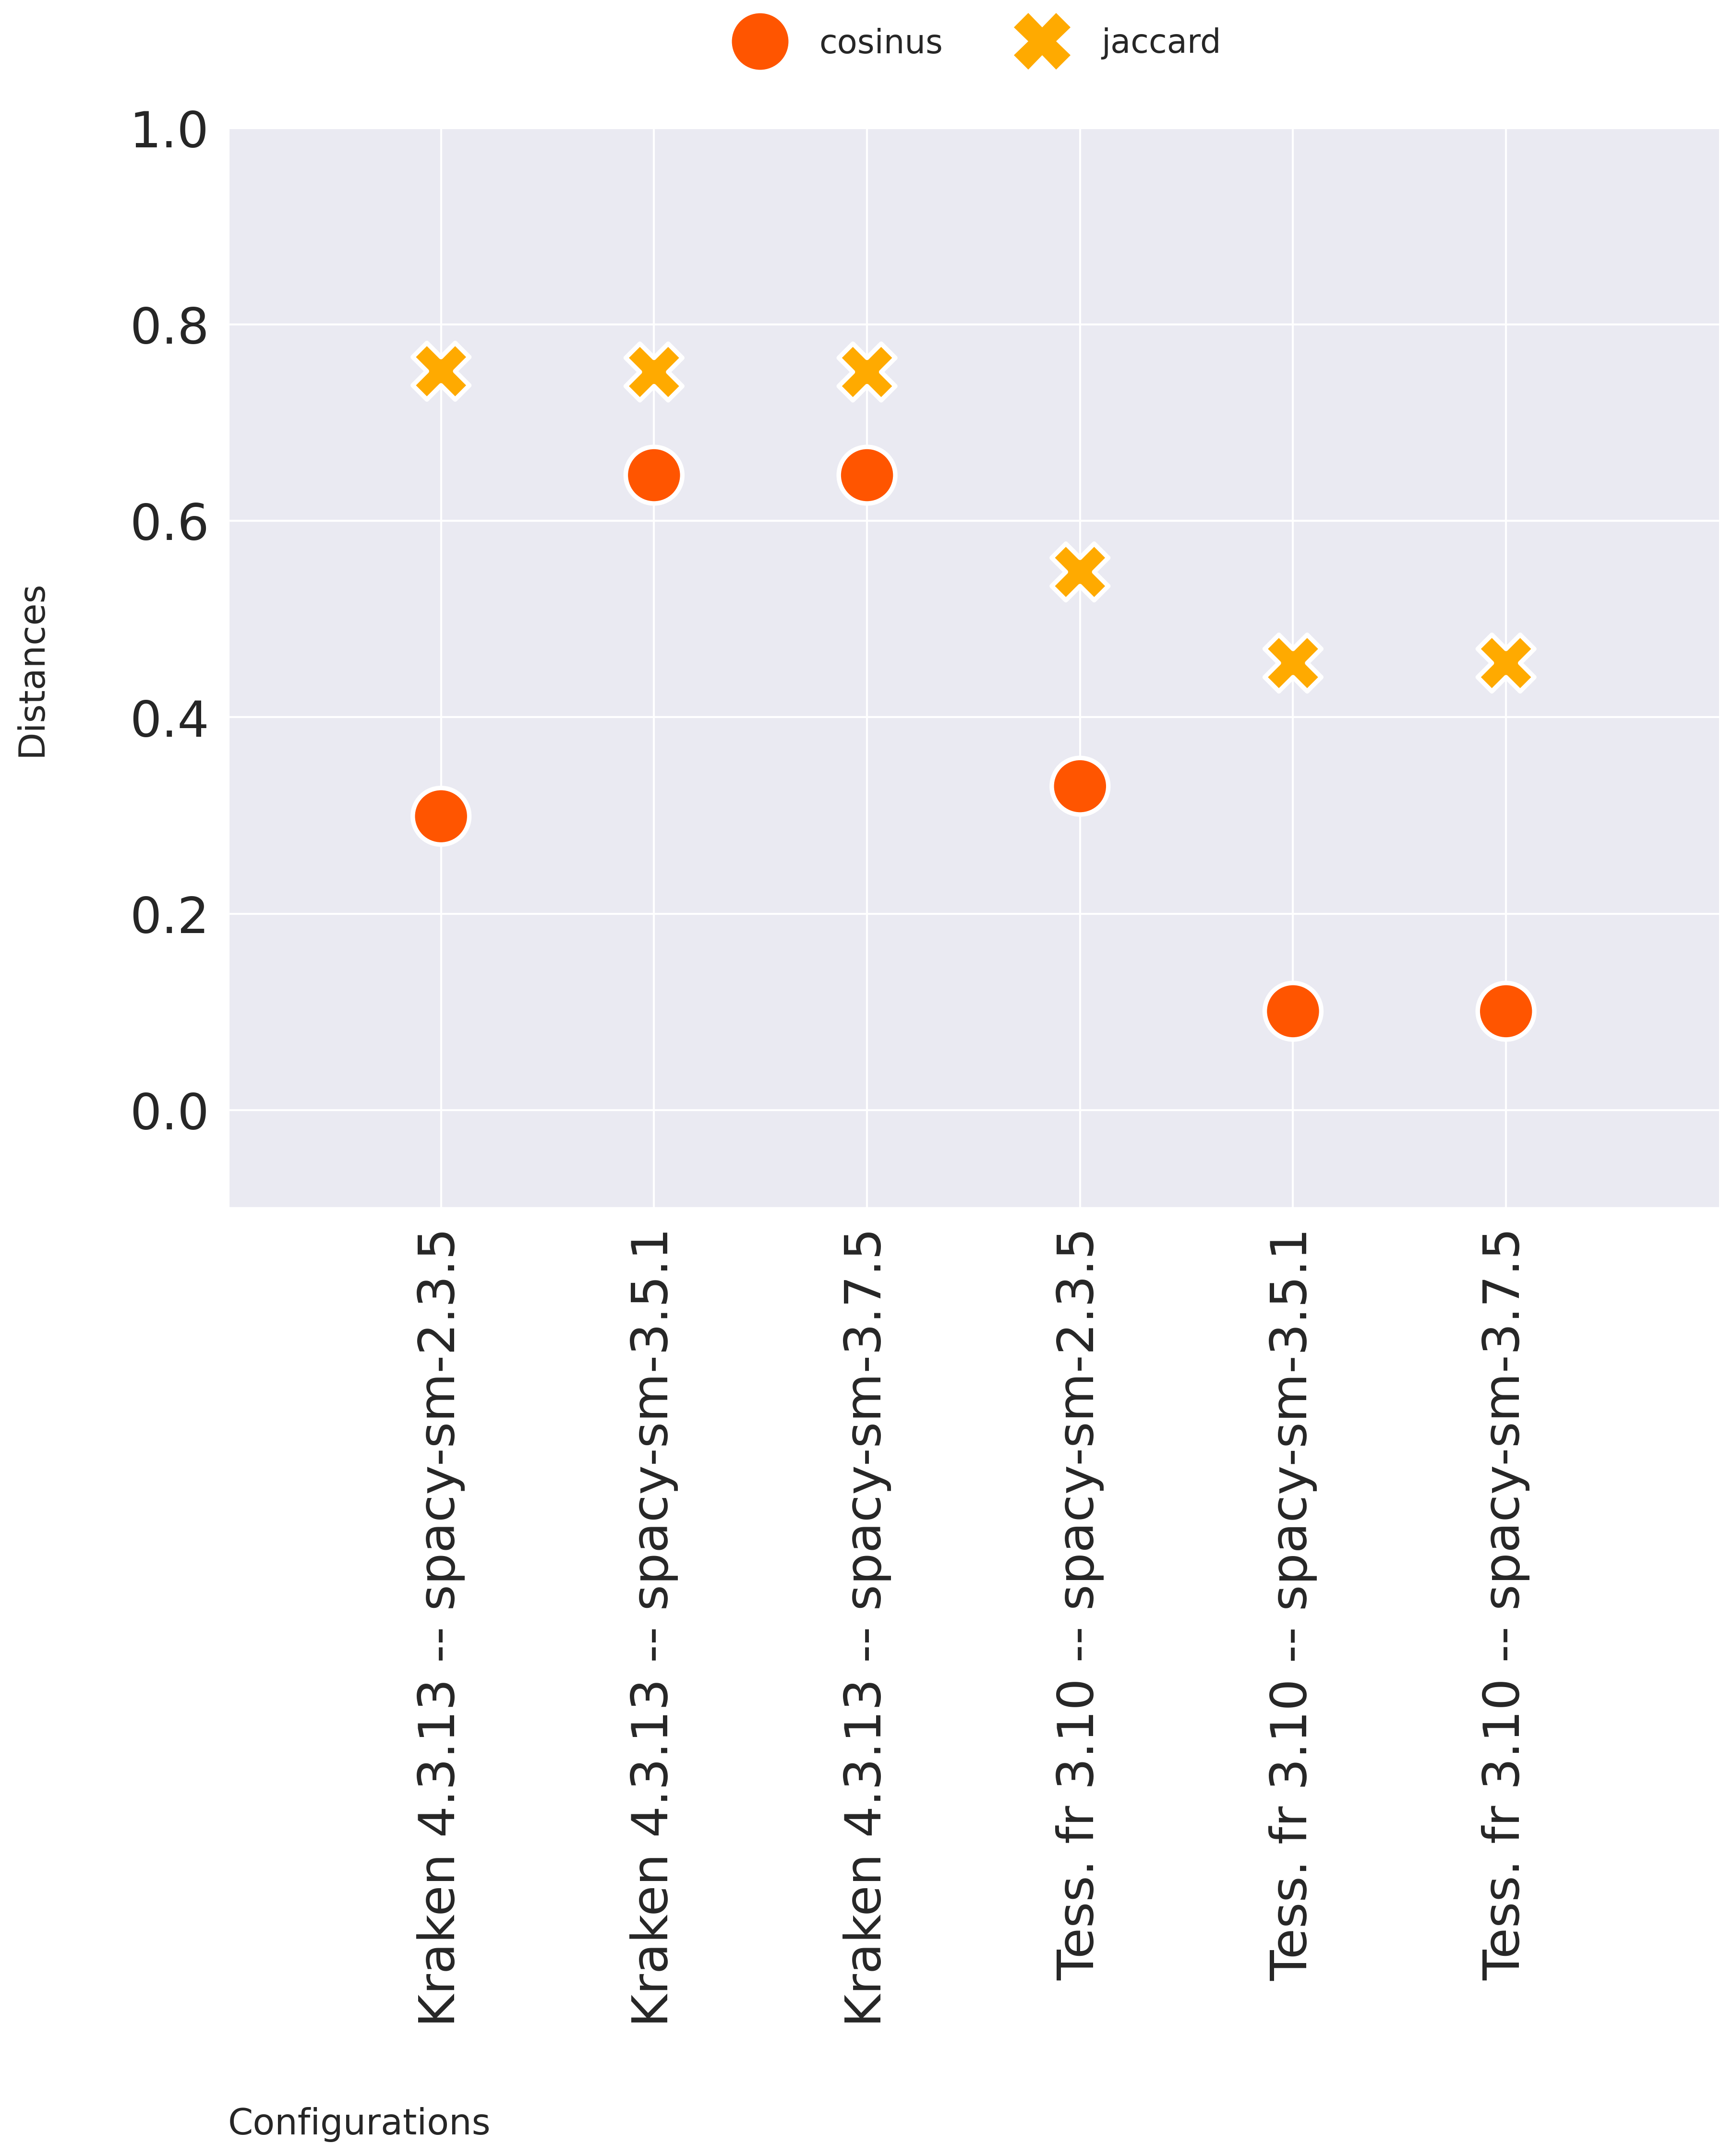 cosinus jaccard
1.0
0.8
0.6
0.4
0.2
0.0
Distances
Kraken 4.3.13 -- spacy-sm-2.3.5
Kraken 4.3.13 -- spacy-sm-3.5.1
Kraken 4.3.13 -- spacy-sm-3.7.5
Tess. fr 3.10 -- spacy-sm-2.3.5
Tess. fr 3.10 -- spacy-sm-3.5.1
Tess. fr 3.10 -- spacy-sm-3.7.5
Configurations